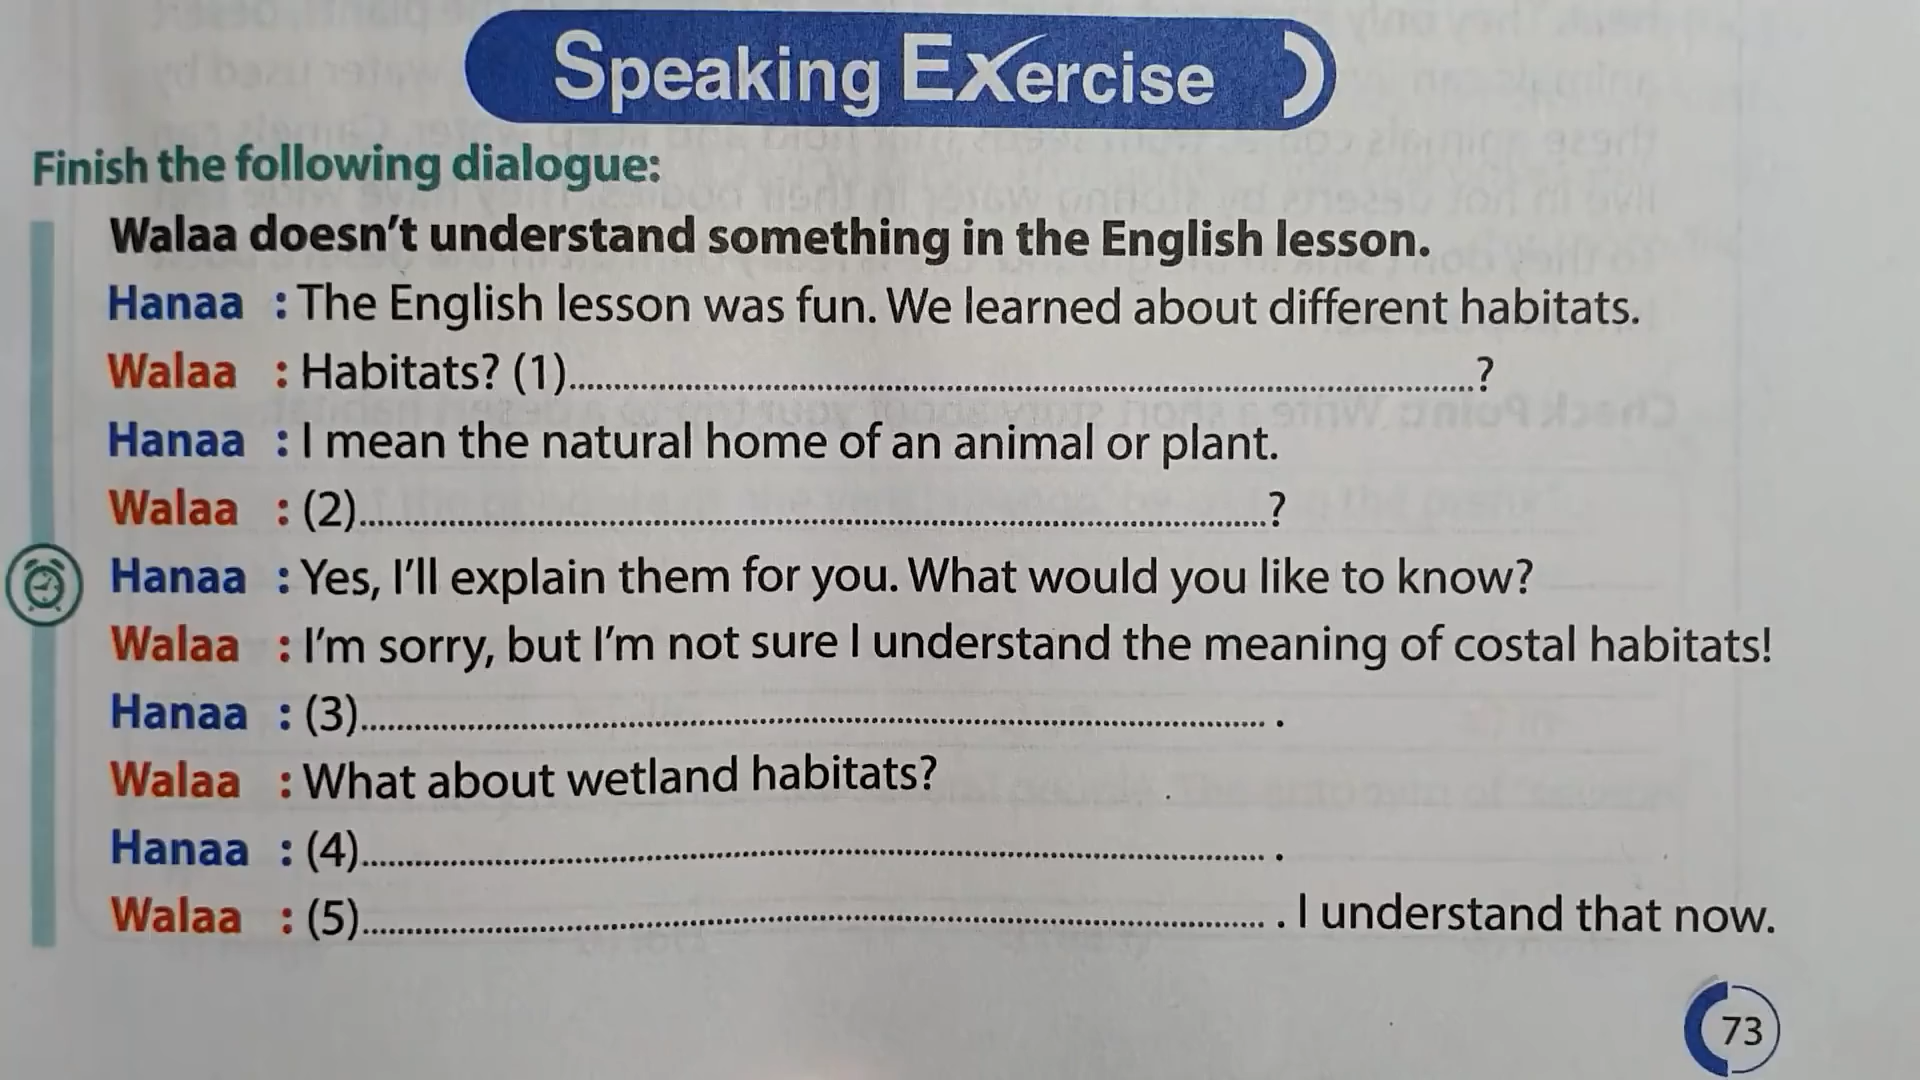 Speaking EXercise
Finish the following dialogue:
Walaa doesn't understand something in the English lesson.
Hanaa : The English lesson was fun. We learned about different habitats.
Walaa : Habitats? (1)..............................?
Hanaa : I mean the natural home of an animal or plant.
Walaa : (2)..............................?
Hanaa : Yes, I'll explain them for you. What would you like to know?
Walaa : I'm sorry, but I'm not sure I understand the meaning of costal habitats!
Hanaa : (3).............................. .
Walaa : What about wetland habitats?
Hanaa : (4).............................. .
Walaa : (5).............................. . I understand that now.
73